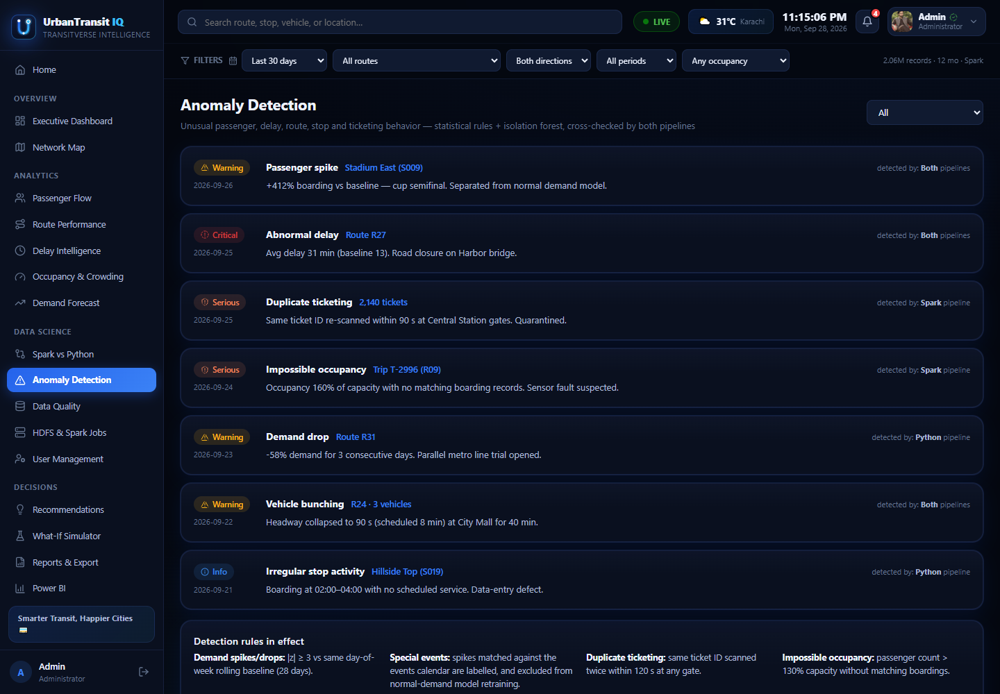 UrbanTransit IQ
TRANSITVERSE INTELLIGENCE
Search route, stop, vehicle, or location...
LIVE
31°C Karachi
11:15:06 PM
Mon, Sep 28, 2026
4
Admin
Administrator
FILTERS
Last 30 days
All routes
Both directions
All periods
Any occupancy
2.06M records · 12 mo · Spark
Home
OVERVIEW
Executive Dashboard
Network Map
ANALYTICS
Passenger Flow
Route Performance
Delay Intelligence
Occupancy & Crowding
Demand Forecast
DATA SCIENCE
Spark vs Python
Anomaly Detection
Data Quality
HDFS & Spark Jobs
User Management
DECISIONS
Recommendations
What-If Simulator
Reports & Export
Power BI
Smarter Transit, Happier Cities
A
Admin
Administrator
Anomaly Detection
Unusual passenger, delay, route, stop and ticketing behavior — statistical rules + isolation forest, cross-checked by both pipelines
All
Warning
2026-09-26
Passenger spike Stadium East (S009)
+412% boarding vs baseline — cup semifinal. Separated from normal demand model.
detected by: Both pipelines
Critical
2026-09-25
Abnormal delay Route R27
Avg delay 31 min (baseline 13). Road closure on Harbor bridge.
detected by: Both pipelines
Serious
2026-09-25
Duplicate ticketing 2,140 tickets
Same ticket ID re-scanned within 90 s at Central Station gates. Quarantined.
detected by: Spark pipeline
Serious
2026-09-24
Impossible occupancy Trip T-2996 (R09)
Occupancy 160% of capacity with no matching boarding records. Sensor fault suspected.
detected by: Spark pipeline
Warning
2026-09-23
Demand drop Route R31
-58% demand for 3 consecutive days. Parallel metro line trial opened.
detected by: Python pipeline
Warning
2026-09-22
Vehicle bunching R24 · 3 vehicles
Headway collapsed to 90 s (scheduled 8 min) at City Mall for 40 min.
detected by: Both pipelines
Info
2026-09-21
Irregular stop activity Hillside Top (S019)
Boarding at 02:00–04:00 with no scheduled service. Data-entry defect.
detected by: Python pipeline
Detection rules in effect
Demand spikes/drops: |z| ≥ 3 vs same day-of-
week rolling baseline (28 days).
Special events: spikes matched against the
events calendar are labelled, and excluded from
normal-demand model retraining.
Duplicate ticketing: same ticket ID scanned
twice within 120 s at any gate.
Impossible occupancy: passenger count >
130% capacity without matching boardings.